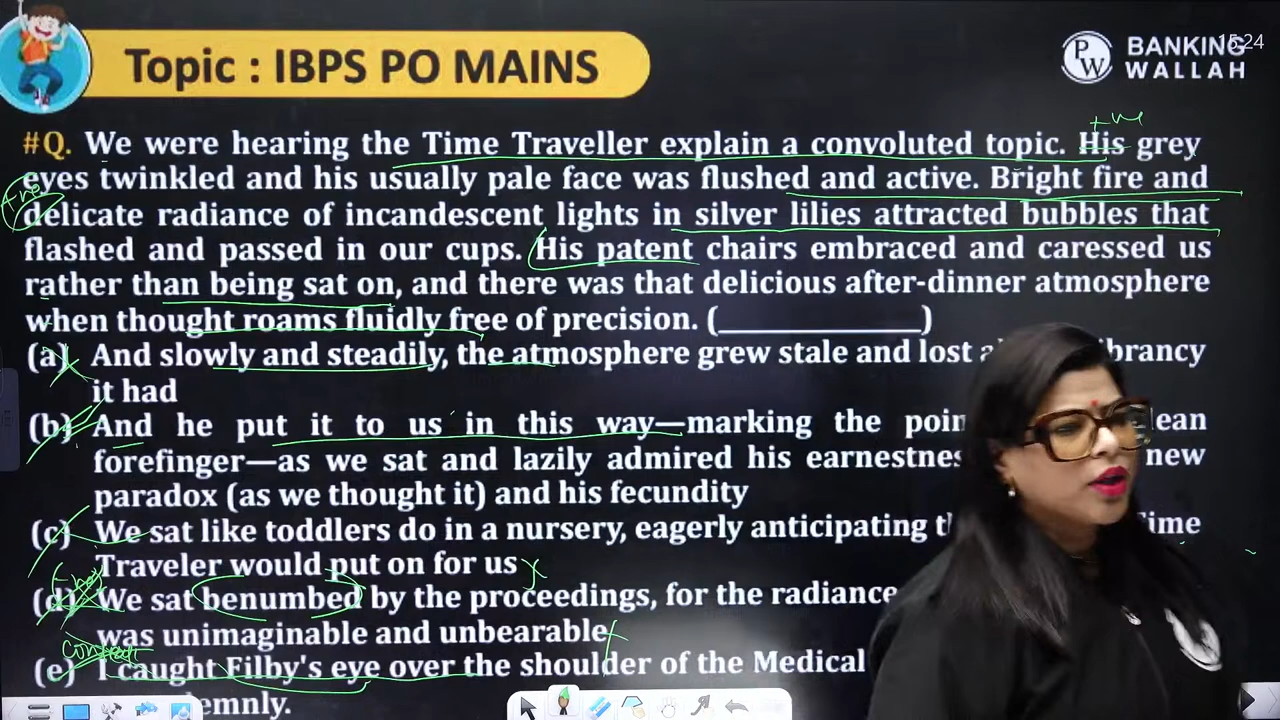 Topic : IBPS PO MAINS
PW BANKING WALLAH
15:24
#Q. We were hearing the Time Traveller explain a convoluted topic. His grey
eyes twinkled and his usually pale face was flushed and active. Bright fire and
delicate radiance of incandescent lights in silver lilies attracted bubbles that
flashed and passed in our cups. His patent chairs embraced and caressed us
rather than being sat on, and there was that delicious after-dinner atmosphere
when thought roams fluidly free of precision. (____________)
(a) And slowly and steadily, the atmosphere grew stale and lost
it had
(b) And he put it to us in this way—marking the
forefinger—as we sat and lazily admired his new
paradox (as we thought it) and his fecundity
(c) We sat like toddlers do in a nursery, eagerly anticipating
Traveler would put on for us
(d) We sat benumbed by the proceedings, for the radiance
was unimaginable and unbearable
(e) I caught Filby's eye over the shoulder of the Medical